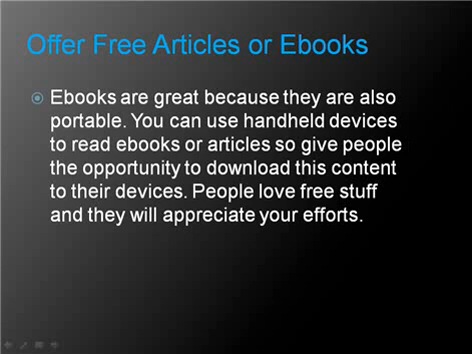 Offer Free Articles or Ebooks
Ebooks are great because they are also
portable. You can use handheld devices
to read ebooks or articles so give people
the opportunity to download this content
to their devices. People love free stuff
and they will appreciate your efforts.